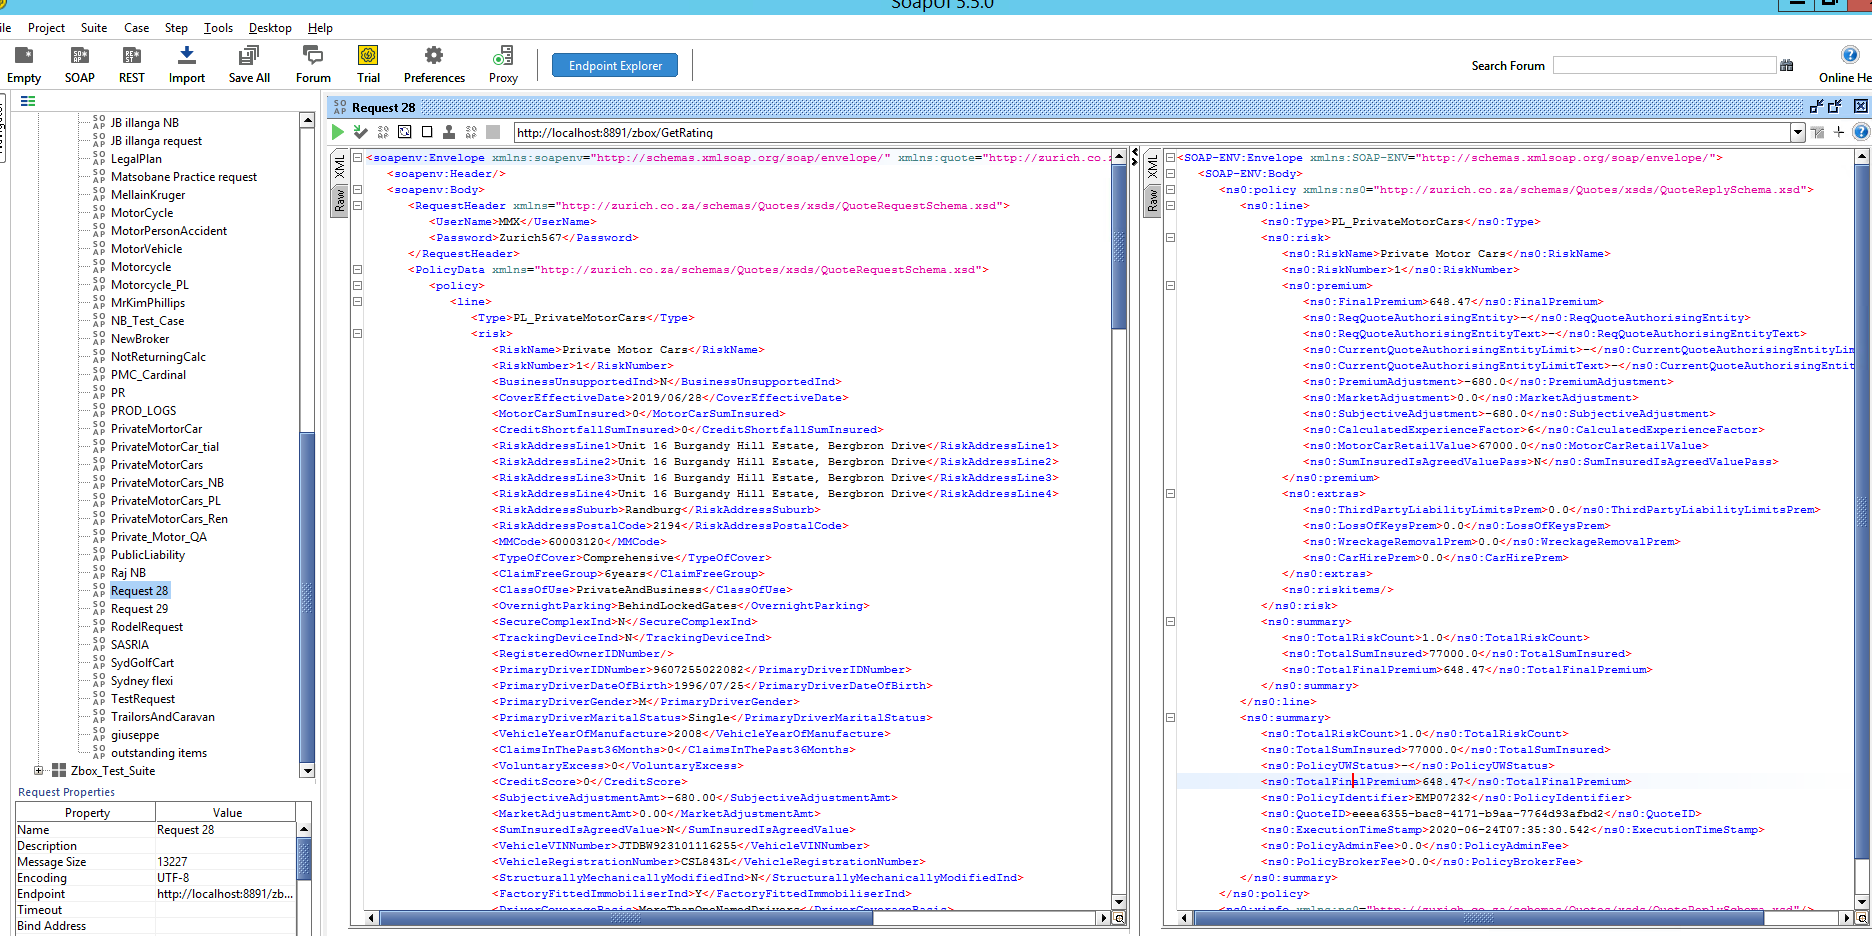 SoapUI 5.5.0
ile Project Suite Case Step Tools Desktop Help
Empty SOAP REST Import Save All Forum Trial Preferences Proxy Endpoint Explorer Search Forum Online He
Navigator
JB illanga NB
JB illanga request
LegalPlan
Matsobane Practice request
MellainKruger
MotorCycle
MotorPersonAccident
MotorVehicle
Motorcycle
Motorcycle_PL
MrKimPhillips
NB_Test_Case
NewBroker
NotReturningCalc
PMC_Cardinal
PR
PROD_LOGS
PrivateMortorCar
PrivateMotorCar_tial
PrivateMotorCars
PrivateMotorCars_NB
PrivateMotorCars_PL
PrivateMotorCars_Ren
Private_Motor_QA
PublicLiability
Raj NB
Request 28
Request 29
RodelRequest
SASRIA
SydGolfCart
Sydney flexi
TestRequest
TrailorsAndCaravan
giuseppe
outstanding items
Zbox_Test_Suite
Request Properties
Property Value
Name Request 28
Description
Message Size 13227
Encoding UTF-8
Endpoint http://localhost:8891/zb...
Timeout
Bind Address
Request 28
http://localhost:8891/zbox/GetRating
XML
Raw
<soapenv:Envelope xmlns:soapenv="http://schemas.xmlsoap.org/soap/envelope/" xmlns:quote="http://zurich.co.z
<soapenv:Header/>
<soapenv:Body>
<RequestHeader xmlns="http://zurich.co.za/schemas/Quotes/xsds/QuoteRequestSchema.xsd">
<UserName>MMX</UserName>
<Password>Zurich567</Password>
</RequestHeader>
<PolicyData xmlns="http://zurich.co.za/schemas/Quotes/xsds/QuoteRequestSchema.xsd">
<policy>
<line>
<Type>PL_PrivateMotorCars</Type>
<risk>
<RiskName>Private Motor Cars</RiskName>
<RiskNumber>1</RiskNumber>
<BusinessUnsupportedInd>N</BusinessUnsupportedInd>
<CoverEffectiveDate>2019/06/28</CoverEffectiveDate>
<MotorCarSumInsured>0</MotorCarSumInsured>
<CreditShortfallSumInsured>0</CreditShortfallSumInsured>
<RiskAddressLine1>Unit 16 Burgandy Hill Estate, Bergbron Drive</RiskAddressLine1>
<RiskAddressLine2>Unit 16 Burgandy Hill Estate, Bergbron Drive</RiskAddressLine2>
<RiskAddressLine3>Unit 16 Burgandy Hill Estate, Bergbron Drive</RiskAddressLine3>
<RiskAddressLine4>Unit 16 Burgandy Hill Estate, Bergbron Drive</RiskAddressLine4>
<RiskAddressSuburb>Randburg</RiskAddressSuburb>
<RiskAddressPostalCode>2194</RiskAddressPostalCode>
<MMCode>60003120</MMCode>
<TypeOfCover>Comprehensive</TypeOfCover>
<ClaimFreeGroup>6years</ClaimFreeGroup>
<ClassOfUse>PrivateAndBusiness</ClassOfUse>
<OvernightParking>BehindLockedGates</OvernightParking>
<SecureComplexInd>N</SecureComplexInd>
<TrackingDeviceInd>N</TrackingDeviceInd>
<RegisteredOwnerIDNumber/>
<PrimaryDriverIDNumber>9607255022082</PrimaryDriverIDNumber>
<PrimaryDriverDateOfBirth>1996/07/25</PrimaryDriverDateOfBirth>
<PrimaryDriverGender>M</PrimaryDriverGender>
<PrimaryDriverMaritalStatus>Single</PrimaryDriverMaritalStatus>
<VehicleYearOfManufacture>2008</VehicleYearOfManufacture>
<ClaimsInThePast36Months>0</ClaimsInThePast36Months>
<VoluntaryExcess>0</VoluntaryExcess>
<CreditScore>0</CreditScore>
<SubjectiveAdjustmentAmt>-680.00</SubjectiveAdjustmentAmt>
<MarketAdjustmentAmt>0.00</MarketAdjustmentAmt>
<SumInsuredIsAgreedValue>N</SumInsuredIsAgreedValue>
<VehicleVINNumber>JTDBW923101116255</VehicleVINNumber>
<VehicleRegistrationNumber>CSL843L</VehicleRegistrationNumber>
<StructurallyMechanicallyModifiedInd>N</StructurallyMechanicallyModifiedInd>
<FactoryFittedImmobiliserInd>Y</FactoryFittedImmobiliserInd>
<DriverCoverageBasis>MoreThanOneNamedDrivers</DriverCoverageBasis>
XML
Raw
<SOAP-ENV:Envelope xmlns:SOAP-ENV="http://schemas.xmlsoap.org/soap/envelope/">
<SOAP-ENV:Body>
<ns0:policy xmlns:ns0="http://zurich.co.za/schemas/Quotes/xsds/QuoteReplySchema.xsd">
<ns0:line>
<ns0:Type>PL_PrivateMotorCars</ns0:Type>
<ns0:risk>
<ns0:RiskName>Private Motor Cars</ns0:RiskName>
<ns0:RiskNumber>1</ns0:RiskNumber>
<ns0:premium>
<ns0:FinalPremium>648.47</ns0:FinalPremium>
<ns0:ReqQuoteAuthorisingEntity>-</ns0:ReqQuoteAuthorisingEntity>
<ns0:ReqQuoteAuthorisingEntityText>-</ns0:ReqQuoteAuthorisingEntityText>
<ns0:CurrentQuoteAuthorisingEntityLimit>-</ns0:CurrentQuoteAuthorisingEntityLim
<ns0:CurrentQuoteAuthorisingEntityLimitText>-</ns0:CurrentQuoteAuthorisingEntit
<ns0:PremiumAdjustment>-680.0</ns0:PremiumAdjustment>
<ns0:MarketAdjustment>0.0</ns0:MarketAdjustment>
<ns0:SubjectiveAdjustment>-680.0</ns0:SubjectiveAdjustment>
<ns0:CalculatedExperienceFactor>6</ns0:CalculatedExperienceFactor>
<ns0:MotorCarRetailValue>67000.0</ns0:MotorCarRetailValue>
<ns0:SumInsuredIsAgreedValuePass>N</ns0:SumInsuredIsAgreedValuePass>
</ns0:premium>
<ns0:extras>
<ns0:ThirdPartyLiabilityLimitsPrem>0.0</ns0:ThirdPartyLiabilityLimitsPrem>
<ns0:LossOfKeysPrem>0.0</ns0:LossOfKeysPrem>
<ns0:WreckageRemovalPrem>0.0</ns0:WreckageRemovalPrem>
<ns0:CarHirePrem>0.0</ns0:CarHirePrem>
</ns0:extras>
<ns0:riskitems/>
</ns0:risk>
<ns0:summary>
<ns0:TotalRiskCount>1.0</ns0:TotalRiskCount>
<ns0:TotalSumInsured>77000.0</ns0:TotalSumInsured>
<ns0:TotalFinalPremium>648.47</ns0:TotalFinalPremium>
</ns0:summary>
</ns0:line>
<ns0:summary>
<ns0:TotalRiskCount>1.0</ns0:TotalRiskCount>
<ns0:TotalSumInsured>77000.0</ns0:TotalSumInsured>
<ns0:PolicyUWStatus>-</ns0:PolicyUWStatus>
<ns0:TotalFinalPremium>648.47</ns0:TotalFinalPremium>
<ns0:PolicyIdentifier>EMP07232</ns0:PolicyIdentifier>
<ns0:QuoteID>eeea6355-bac8-4171-b9aa-7764d93afbd2</ns0:QuoteID>
<ns0:ExecutionTimeStamp>2020-06-24T07:35:30.542</ns0:ExecutionTimeStamp>
<ns0:PolicyAdminFee>0.0</ns0:PolicyAdminFee>
<ns0:PolicyBrokerFee>0.0</ns0:PolicyBrokerFee>
</ns0:summary>
</ns0:policy>
<ns0:xinfo xmlns:ns0="http://zurich.co.za/schemas/Quotes/xsds/QuoteReplySchema.xsd"/>